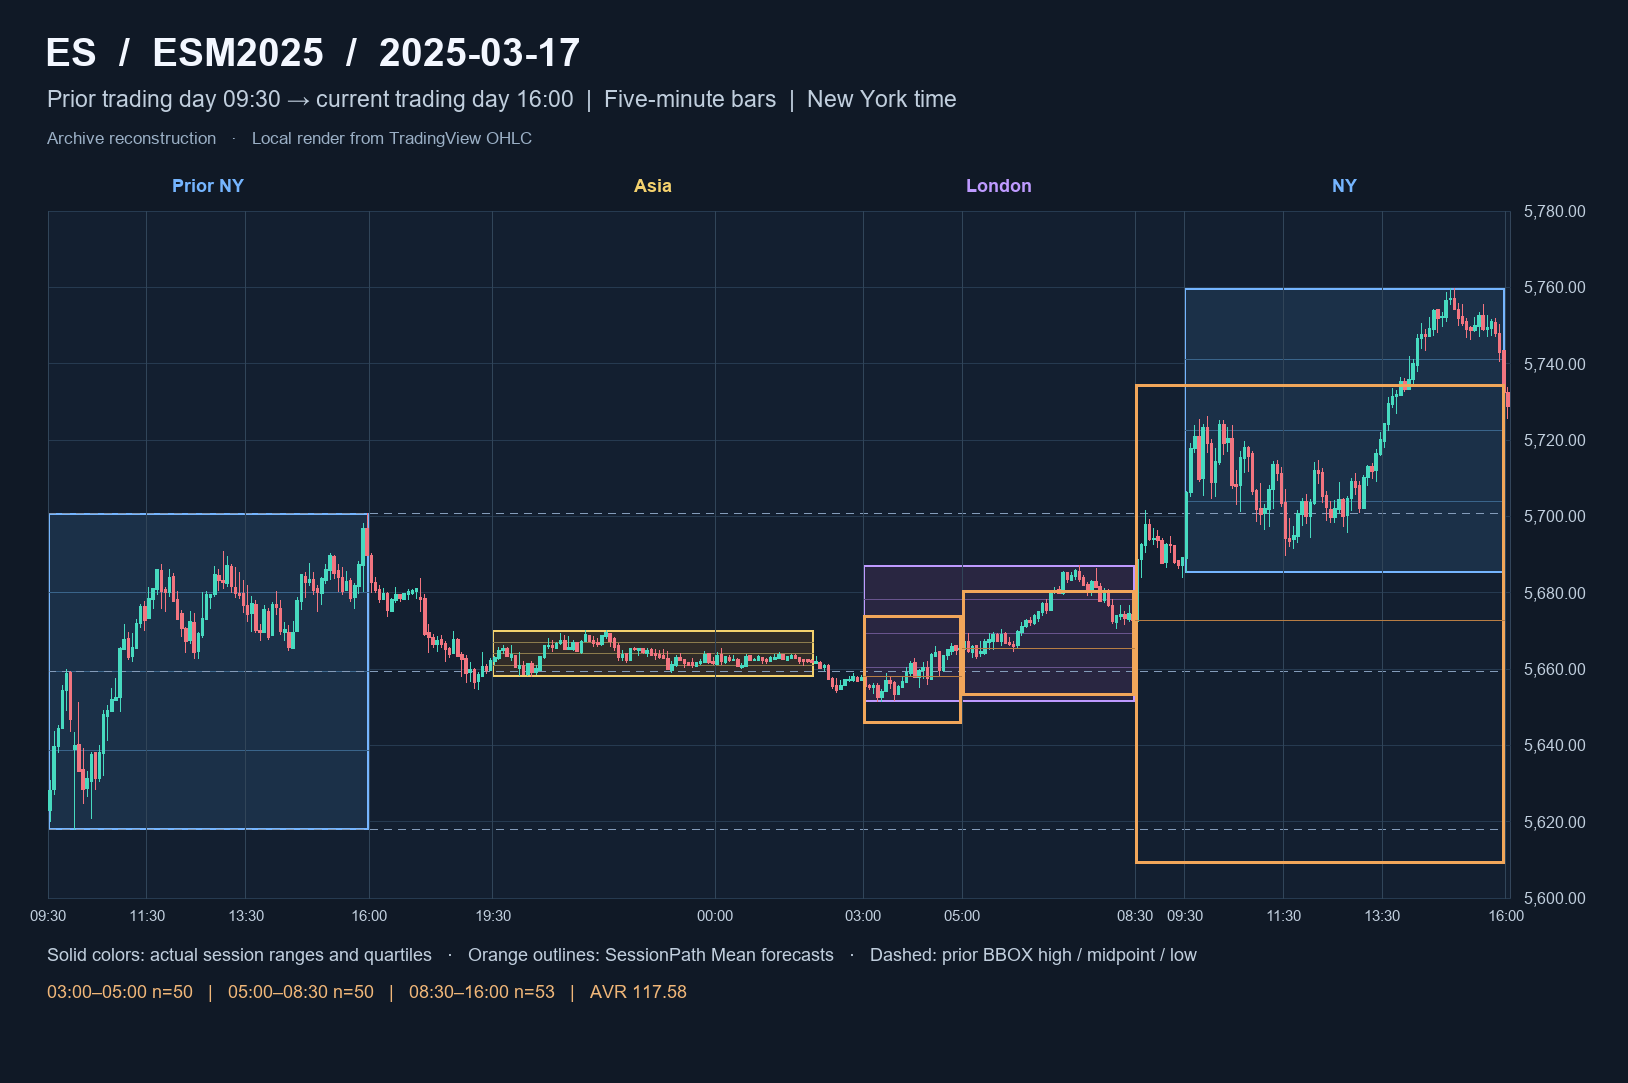 ES / ESM2025 / 2025-03-17
Prior trading day 09:30 → current trading day 16:00 | Five-minute bars | New York time
Archive reconstruction · Local render from TradingView OHLC
Prior NY Asia London NY
5,780.00
5,760.00
5,740.00
5,720.00
5,700.00
5,680.00
5,660.00
5,640.00
5,620.00
5,600.00
09:30 11:30 13:30 16:00 19:30 00:00 03:00 05:00 08:30 09:30 11:30 13:30 16:00
Solid colors: actual session ranges and quartiles · Orange outlines: SessionPath Mean forecasts · Dashed: prior BBOX high / midpoint / low
03:00–05:00 n=50 | 05:00–08:30 n=50 | 08:30–16:00 n=53 | AVR 117.58